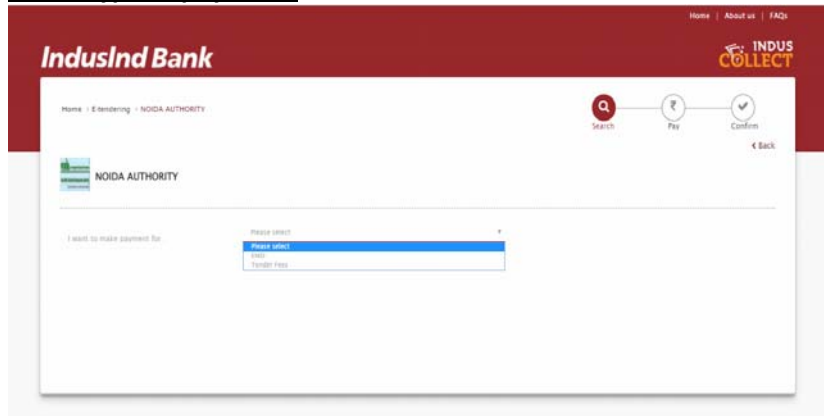 Home | About us | FAQs
IndusInd Bank
INDUS
COLLECT
Home › E-tendering › NOIDA AUTHORITY
Search
Pay
Confirm
‹ Back
NOIDA AUTHORITY
I want to make payment for
Please select
Please select
EMD
Tender Fees